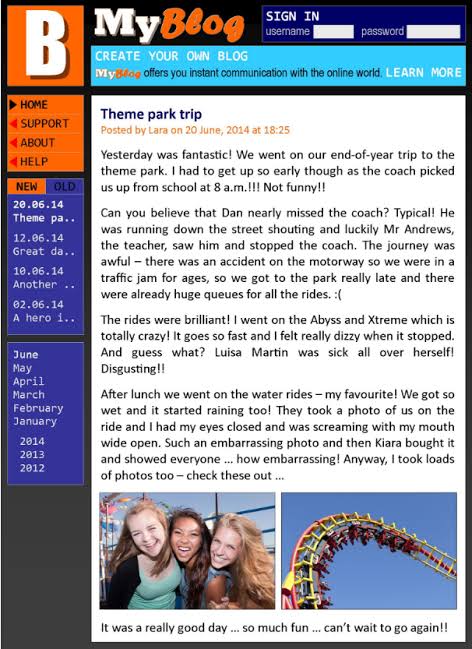 B
MyBlog
SIGN IN
username password
CREATE YOUR OWN BLOG
MyBlog offers you instant communication with the online world. LEARN MORE
HOME
SUPPORT
ABOUT
HELP
NEW OLD
20.06.14
Theme pa..
12.06.14
Great da..
10.06.14
Another ..
02.06.14
A hero i..
June
May
April
March
February
January
2014
2013
2012
Theme park trip
Posted by Lara on 20 June, 2014 at 18:25
Yesterday was fantastic! We went on our end-of-year trip to the
theme park. I had to get up so early though as the coach picked
us up from school at 8 a.m.!!! Not funny!!
Can you believe that Dan nearly missed the coach? Typical! He
was running down the street shouting and luckily Mr Andrews,
the teacher, saw him and stopped the coach. The journey was
awful – there was an accident on the motorway so we were in a
traffic jam for ages, so we got to the park really late and there
were already huge queues for all the rides. :(
The rides were brilliant! I went on the Abyss and Xtreme which is
totally crazy! It goes so fast and I felt really dizzy when it stopped.
And guess what? Luisa Martin was sick all over herself!
Disgusting!!
After lunch we went on the water rides – my favourite! We got so
wet and it started raining too! They took a photo of us on the
ride and I had my eyes closed and was screaming with my mouth
wide open. Such an embarrassing photo and then Kiara bought it
and showed everyone ... how embarrassing! Anyway, I took loads
of photos too – check these out ...
It was a really good day ... so much fun ... can't wait to go again!!